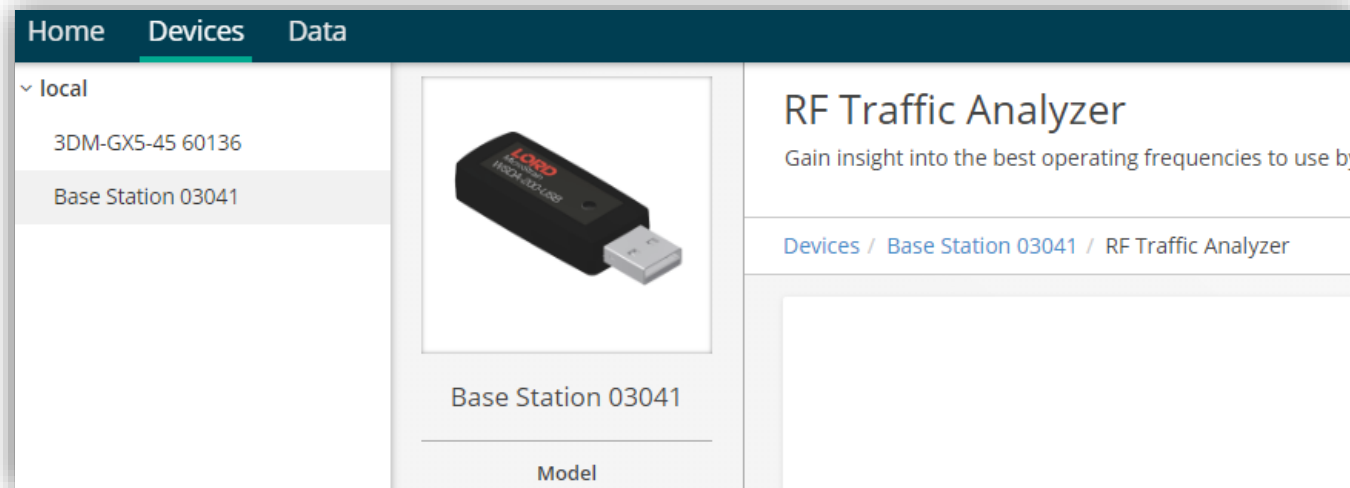 Home Devices Data
local
3DM-GX5-45 60136
Base Station 03041
LORD
MicroStrain
WSDA-200-USB
Base Station 03041
Model
RF Traffic Analyzer
Gain insight into the best operating frequencies to use by
Devices / Base Station 03041 / RF Traffic Analyzer